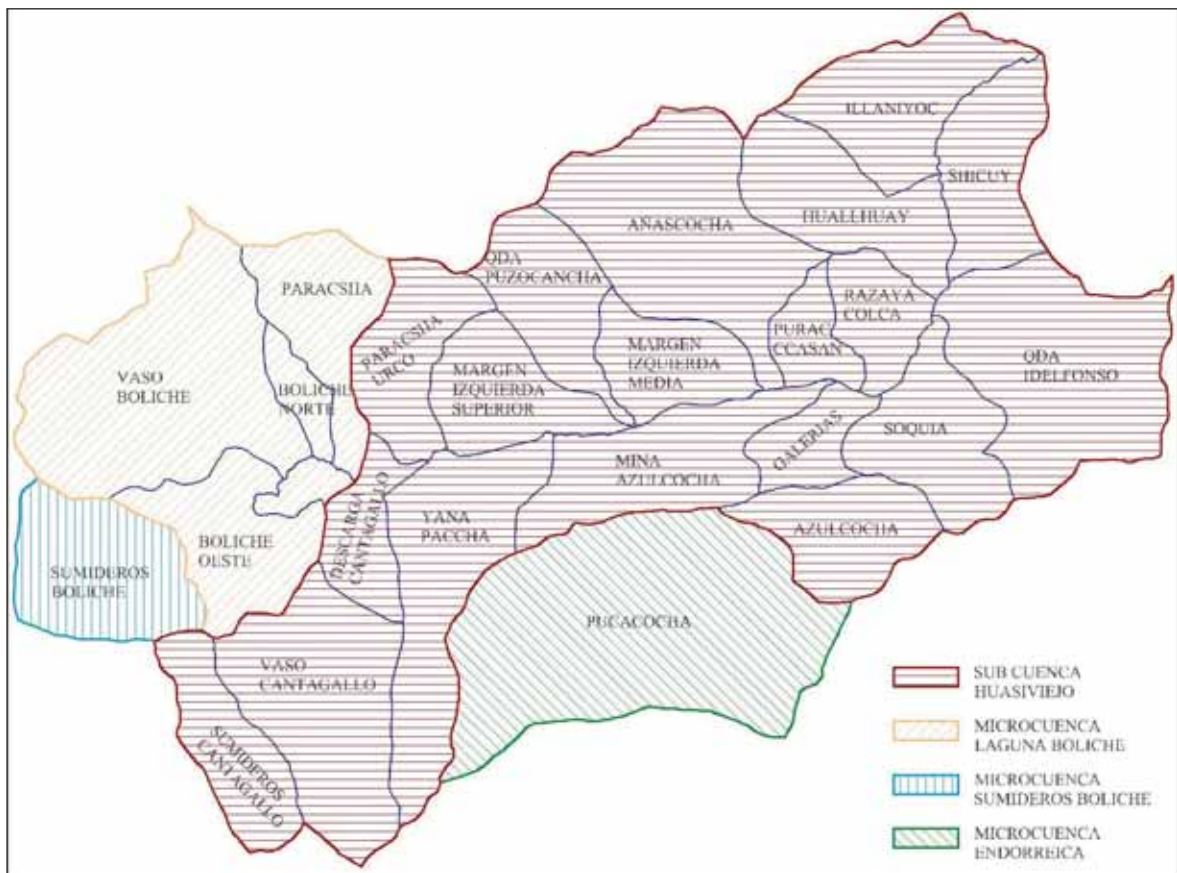 ILLANIYOC
SHICUY
HUALLHUAY
AÑASCOCHA
QDA
PUZOCANCHA
PARACSHA
RAZAYA
COLCA
PURAC
CCASAN
QDA
IDELFONSO
PARACSHA
URCO
MARGEN
IZQUIERDA
MEDIA
MARGEN
IZQUIERDA
SUPERIOR
VASO
BOLICHE
BOLICHE
NORTE
GALERIAS
SOQUIA
MINA
AZULCOCHA
YANA
PACCHA
DESCARGA
CANTAGALLO
AZULCOCHA
BOLICHE
OESTE
SUMIDEROS
BOLICHE
PUCACOCHA
VASO
CANTAGALLO
SUMIDEROS
CANTAGALLO
SUB CUENCA
HUASIVIEJO
MICROCUENCA
LAGUNA BOLICHE
MICROCUENCA
SUMIDEROS BOLICHE
MICROCUENCA
ENDORREICA